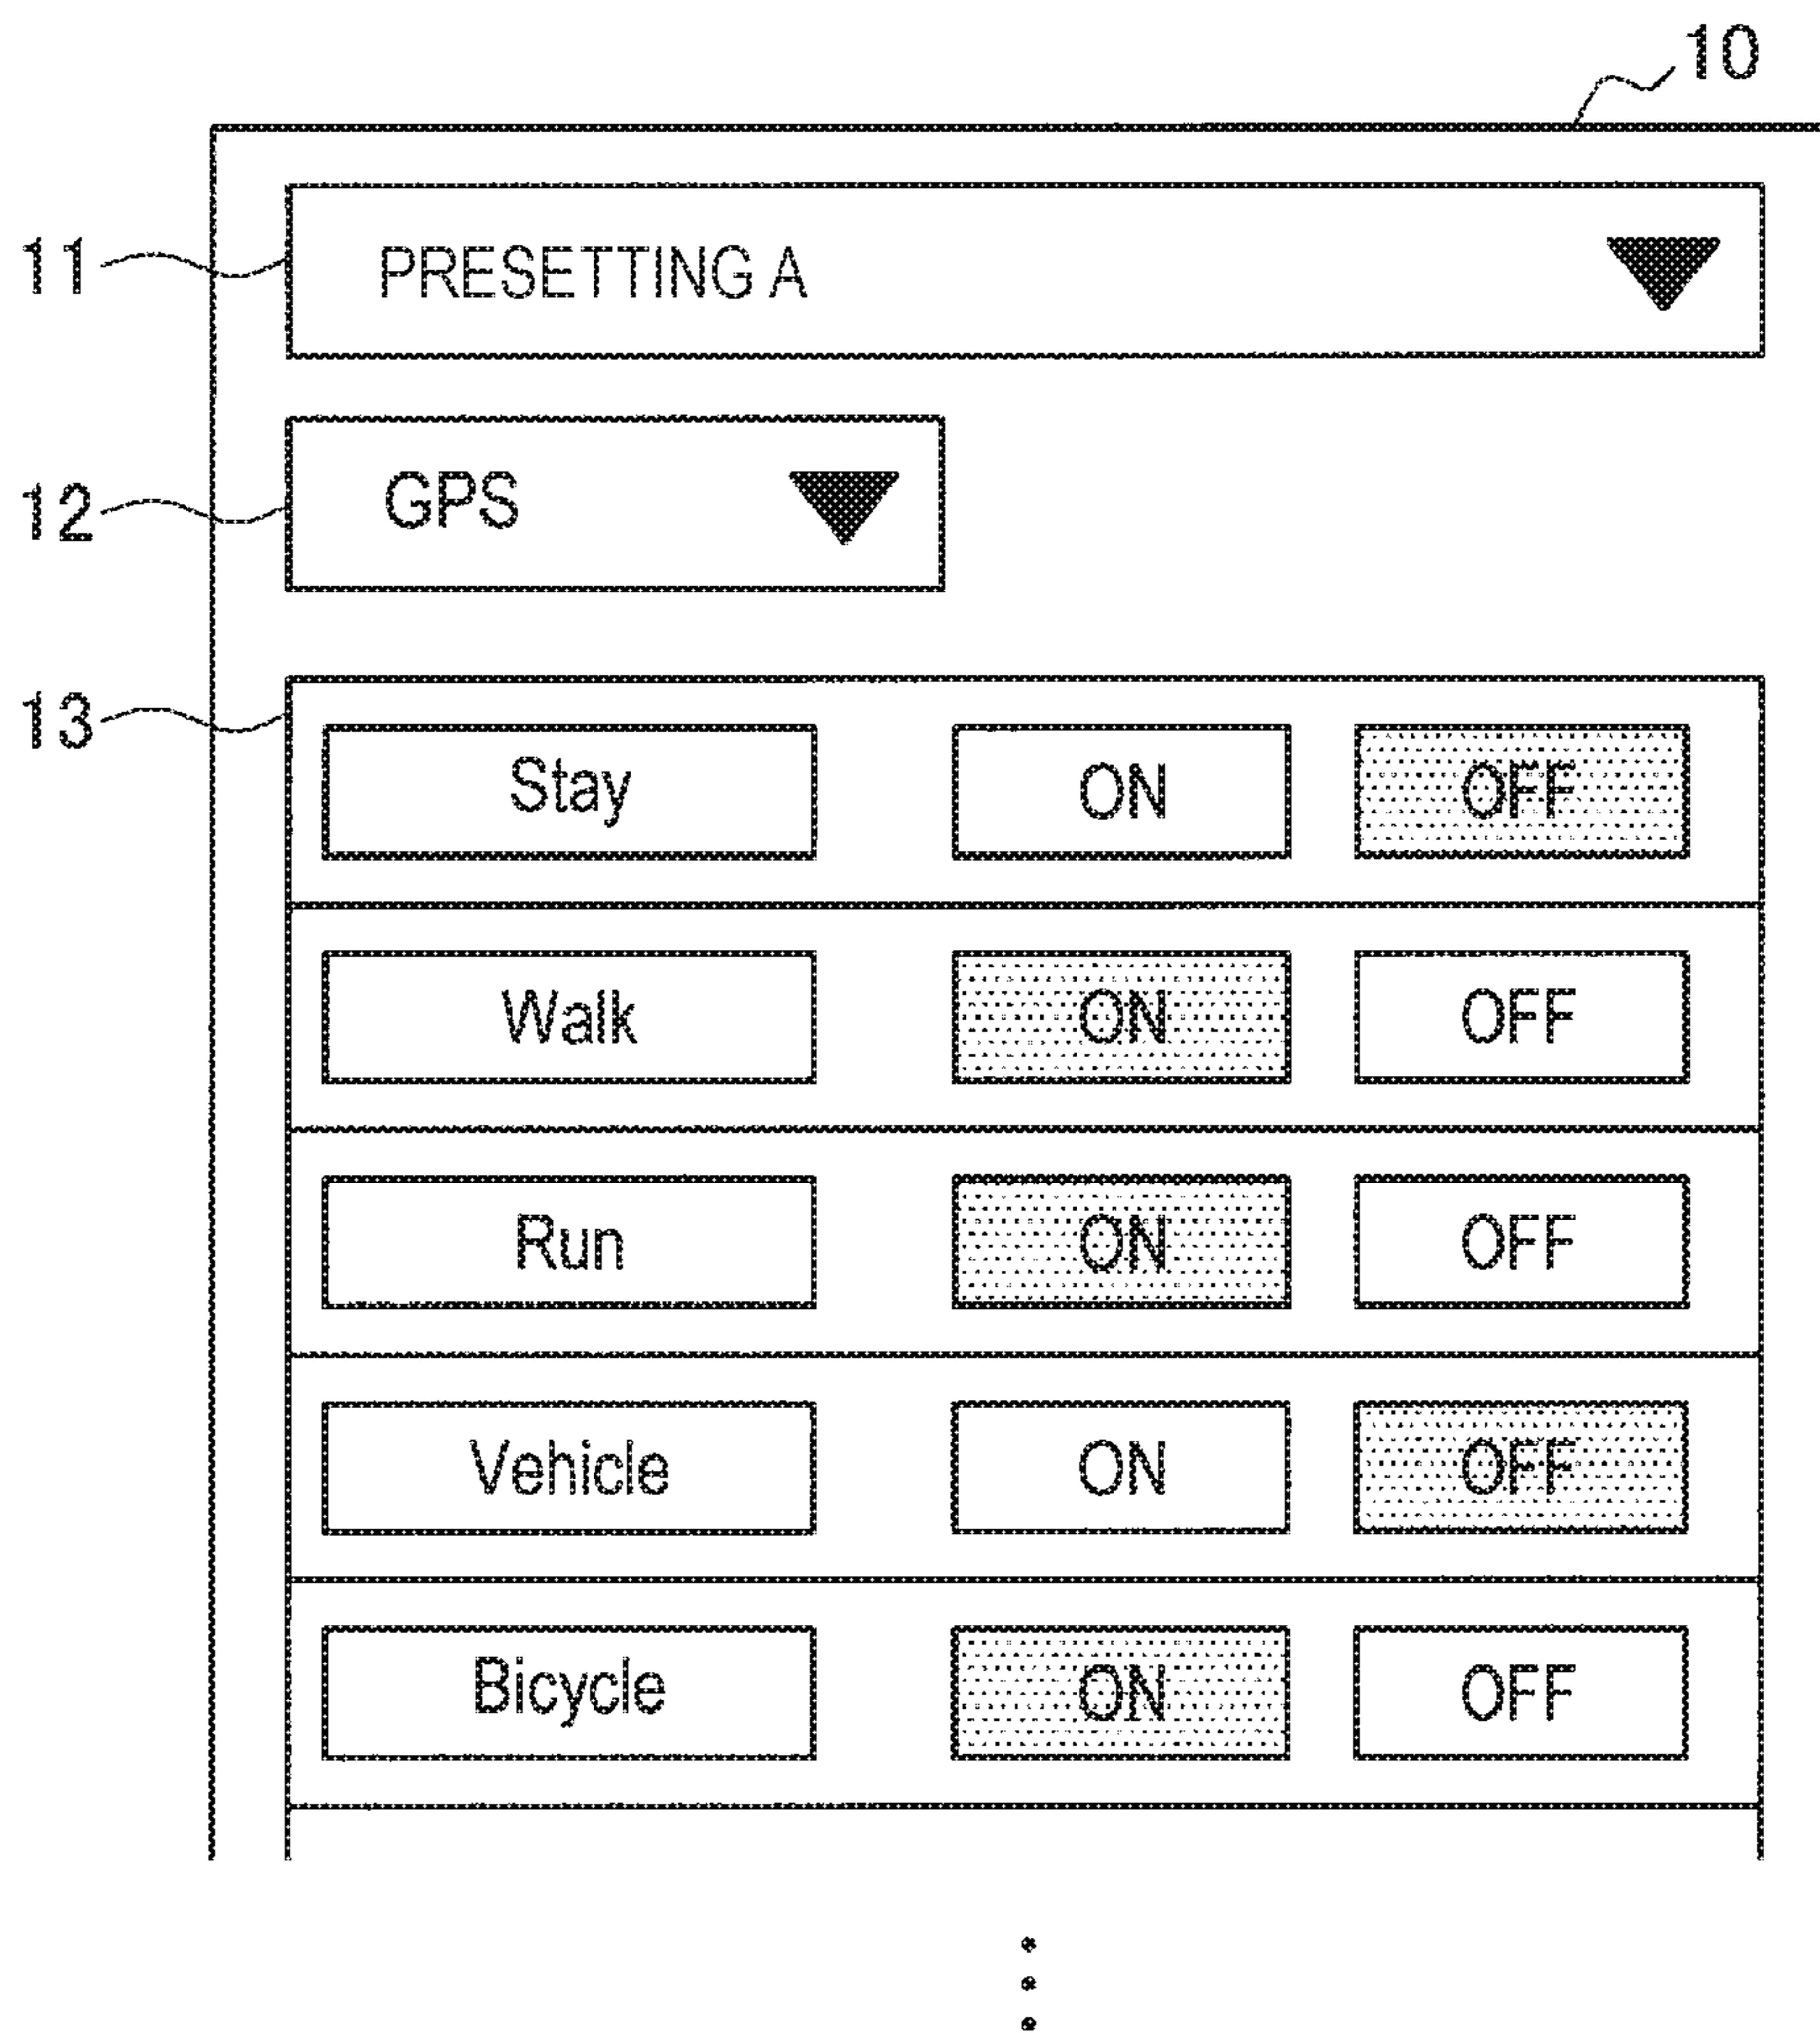 10
11 PRESETTING A
12 GPS
13
Stay ON OFF
Walk ON OFF
Run ON OFF
Vehicle ON OFF
Bicycle ON OFF